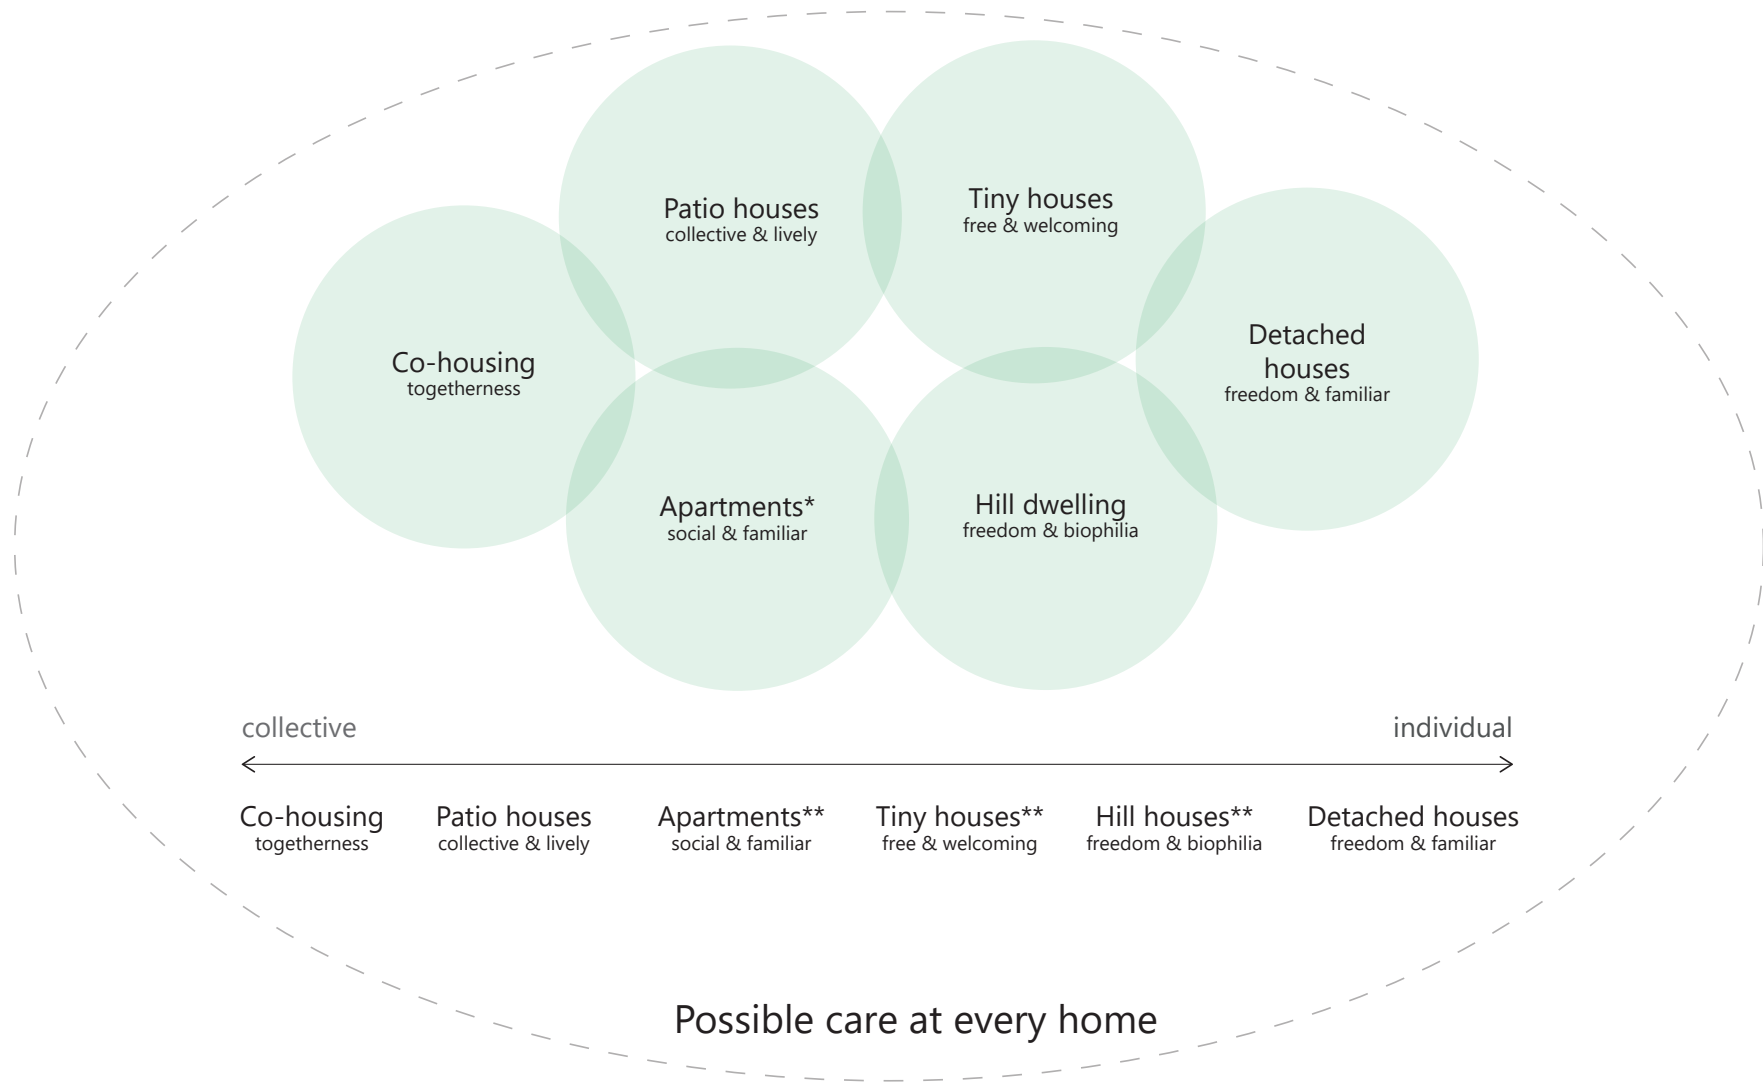 Patio houses
collective & lively
Tiny houses
free & welcoming
Co-housing
togetherness
Detached
houses
freedom & familiar
Apartments*
social & familiar
Hill dwelling
freedom & biophilia
collective
individual
Co-housing
togetherness
Patio houses
collective & lively
Apartments**
social & familiar
Tiny houses**
free & welcoming
Hill houses**
freedom & biophilia
Detached houses
freedom & familiar
Possible care at every home